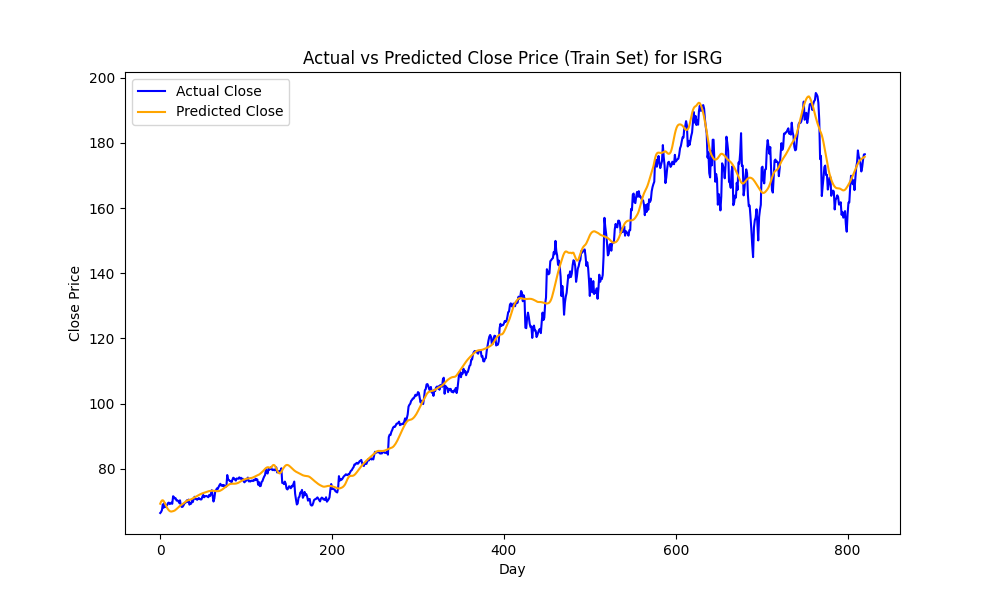 Actual vs Predicted Close Price (Train Set) for ISRG
Actual Close
Predicted Close
200
180
160
140
120
100
80
Close Price
0 200 400 600 800
Day